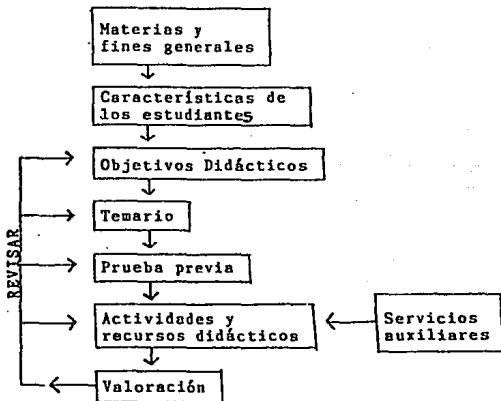 Materias y
fines generales
Características de
los estudiantes
Objetivos Didácticos
Temario
Prueba previa
Actividades y
recursos didácticos
Servicios
auxiliares
Valoración
REVISAR